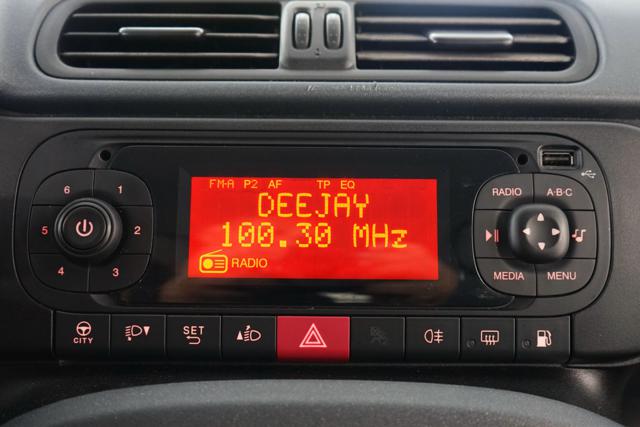 FM-A P2 AF TP EQ
DEEJAY
100.30 MHz
RADIO
6 1
5 2
4 3
RADIO A·B·C
MEDIA MENU
CITY
SET